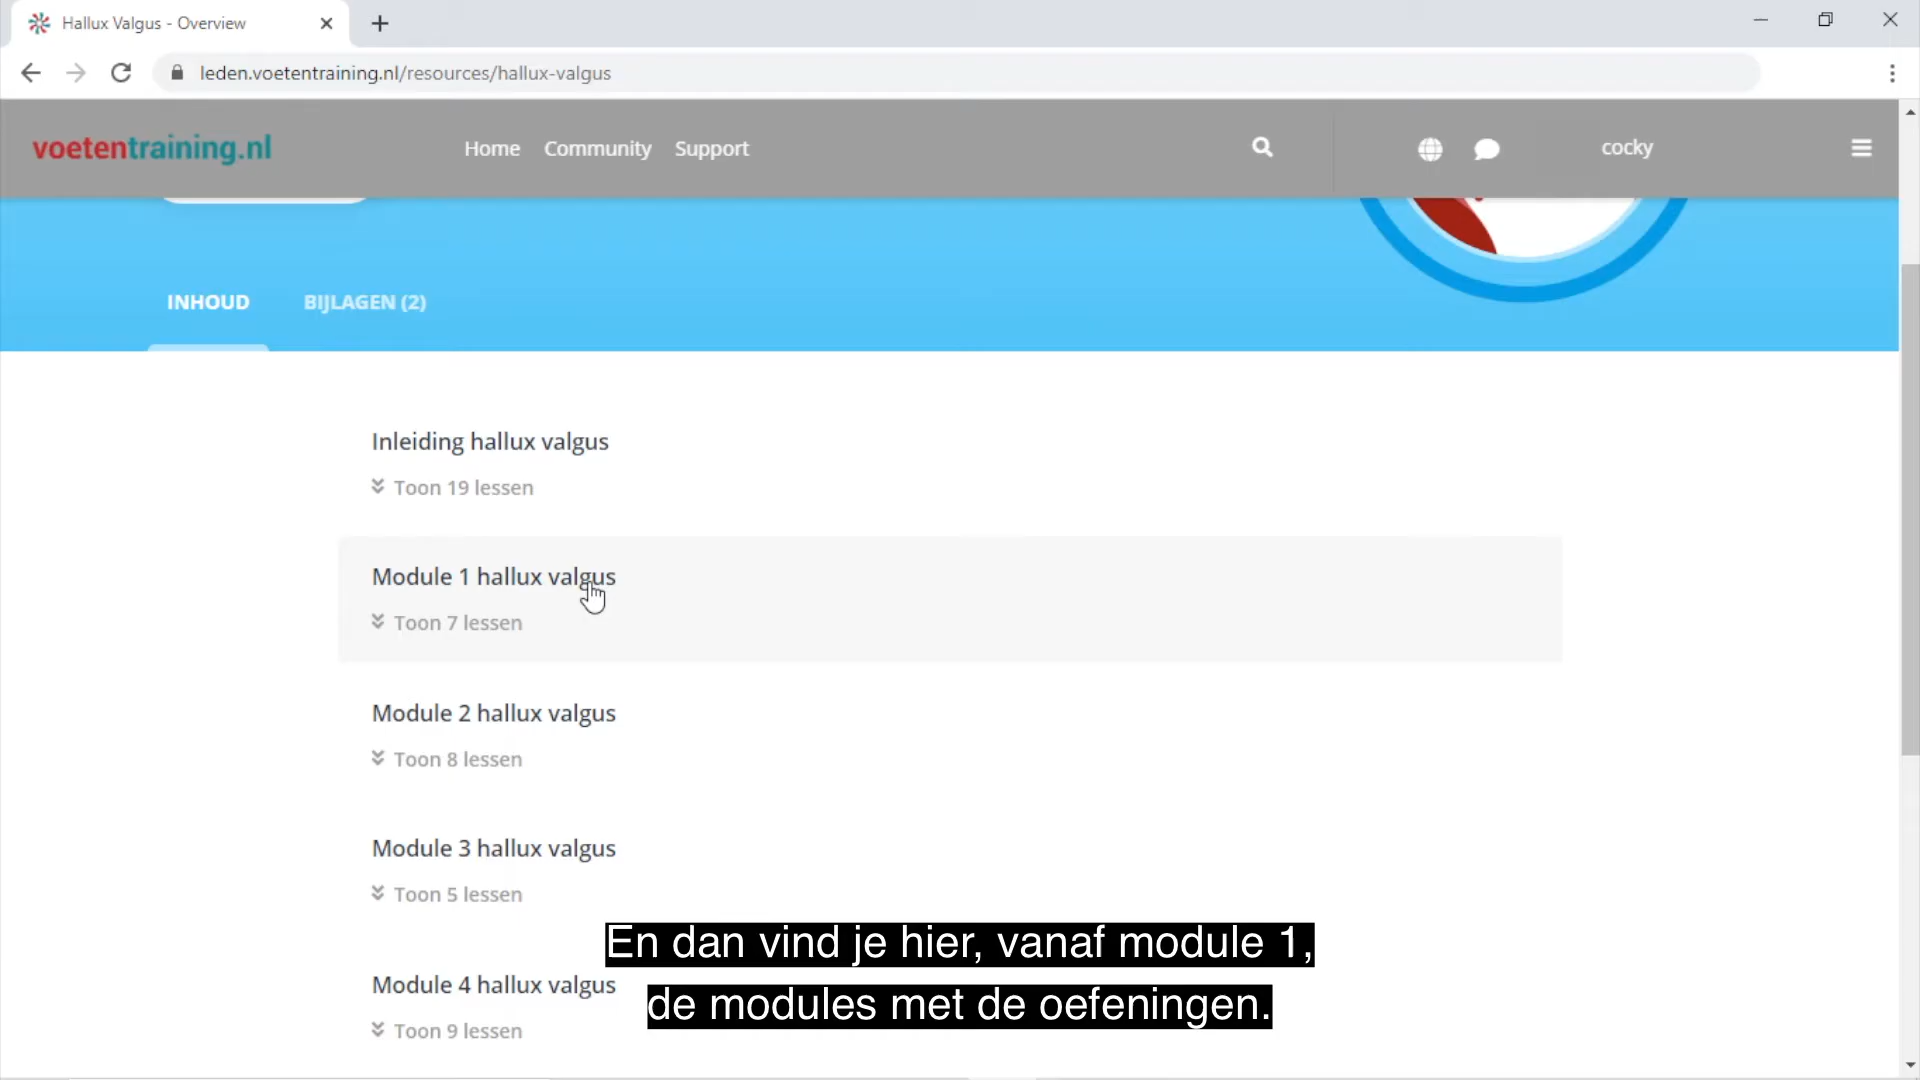 Hallux Valgus - Overview
leden.voetentraining.nl/resources/hallux-valgus
voetentraining.nl
Home Community Support
cocky
INHOUD BIJLAGEN (2)
Inleiding hallux valgus
Toon 19 lessen
Module 1 hallux valgus
Toon 7 lessen
Module 2 hallux valgus
Toon 8 lessen
Module 3 hallux valgus
Toon 5 lessen
Module 4 hallux valgus
Toon 9 lessen
En dan vind je hier, vanaf module 1,
de modules met de oefeningen.